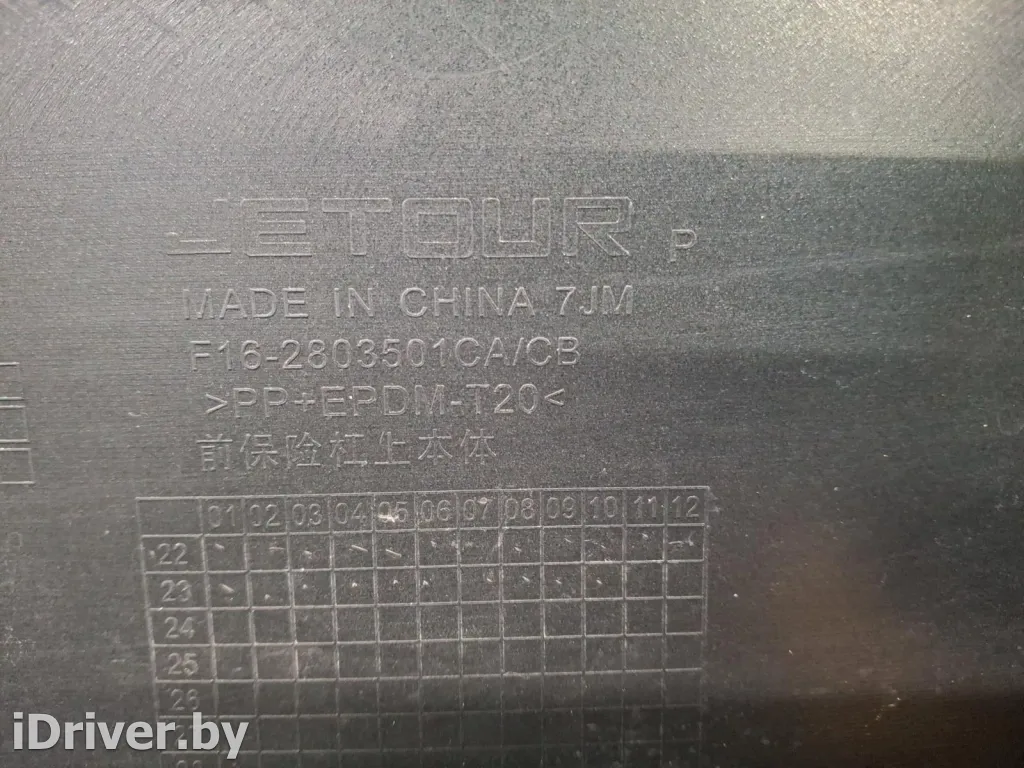 JETOUR P
MADE IN CHINA 7JM
F16-2803501CA/CB
>PP+EPDM-T20<
前保险杠上本体
01 02 03 04 05 06 07 08 09 10 11 12
22
23
24
25
26
iDriver.by